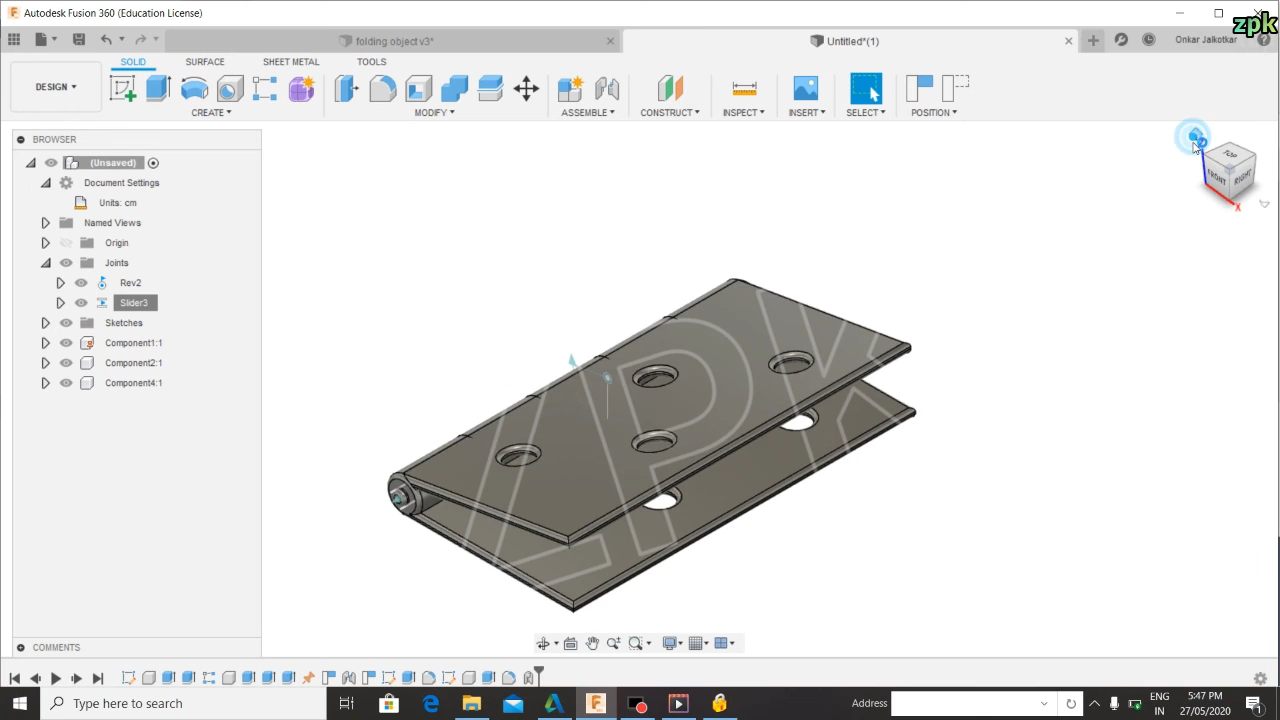 Autodesk Fusion 360 (Education License)
zpk
folding object v3*
Untitled*(1)
Onkar Jalkotkar
DESIGN
SOLID
SURFACE
SHEET METAL
TOOLS
CREATE
MODIFY
ASSEMBLE
CONSTRUCT
INSPECT
INSERT
SELECT
POSITION
BROWSER
(Unsaved)
Document Settings
Units: cm
Named Views
Origin
Joints
Rev2
Slider3
Sketches
Component1:1
Component2:1
Component4:1
TOP
FRONT
RIGHT
X
ZPK
COMMENTS
Type here to search
Address
ENG
IN
5:47 PM
27/05/2020
1